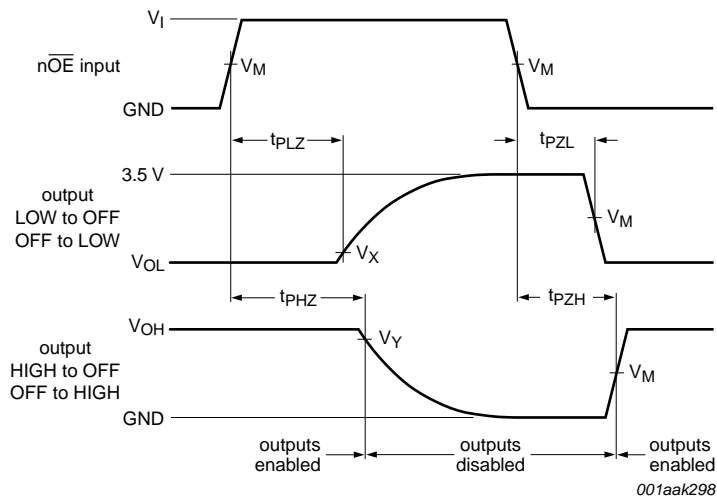 VI
nOE input
VM
VM
GND
tPLZ
tPZL
3.5 V
output
LOW to OFF
OFF to LOW
VM
VX
VOL
tPHZ
tPZH
VOH
output
HIGH to OFF
OFF to HIGH
VY
VM
GND
outputs
enabled
outputs
disabled
outputs
enabled
001aak298